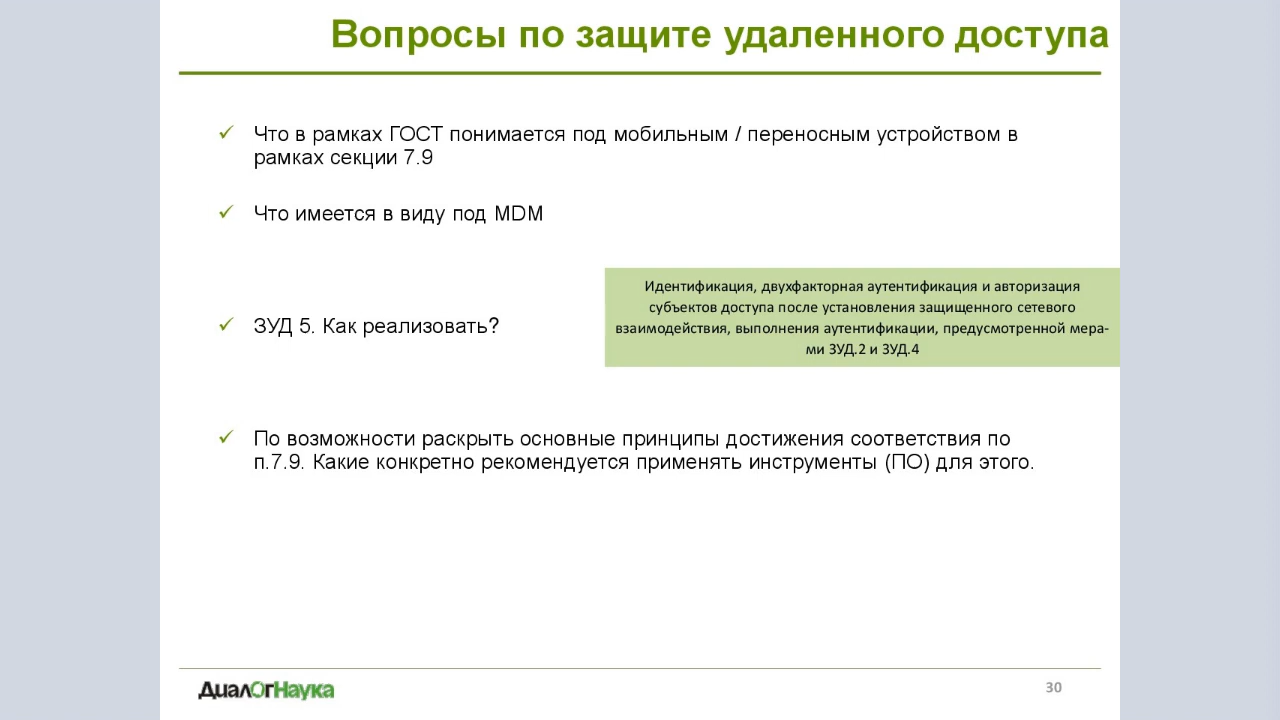 Вопросы по защите удаленного доступа
Что в рамках ГОСТ понимается под мобильным / переносным устройством в
рамках секции 7.9
Что имеется в виду под MDM
ЗУД 5. Как реализовать?
Идентификация, двухфакторная аутентификация и авторизация
субъектов доступа после установления защищенного сетевого
взаимодействия, выполнения аутентификации, предусмотренной мера-
ми ЗУД.2 и ЗУД.4
По возможности раскрыть основные принципы достижения соответствия по
п.7.9. Какие конкретно рекомендуется применять инструменты (ПО) для этого.
ДиалОгНаука
30